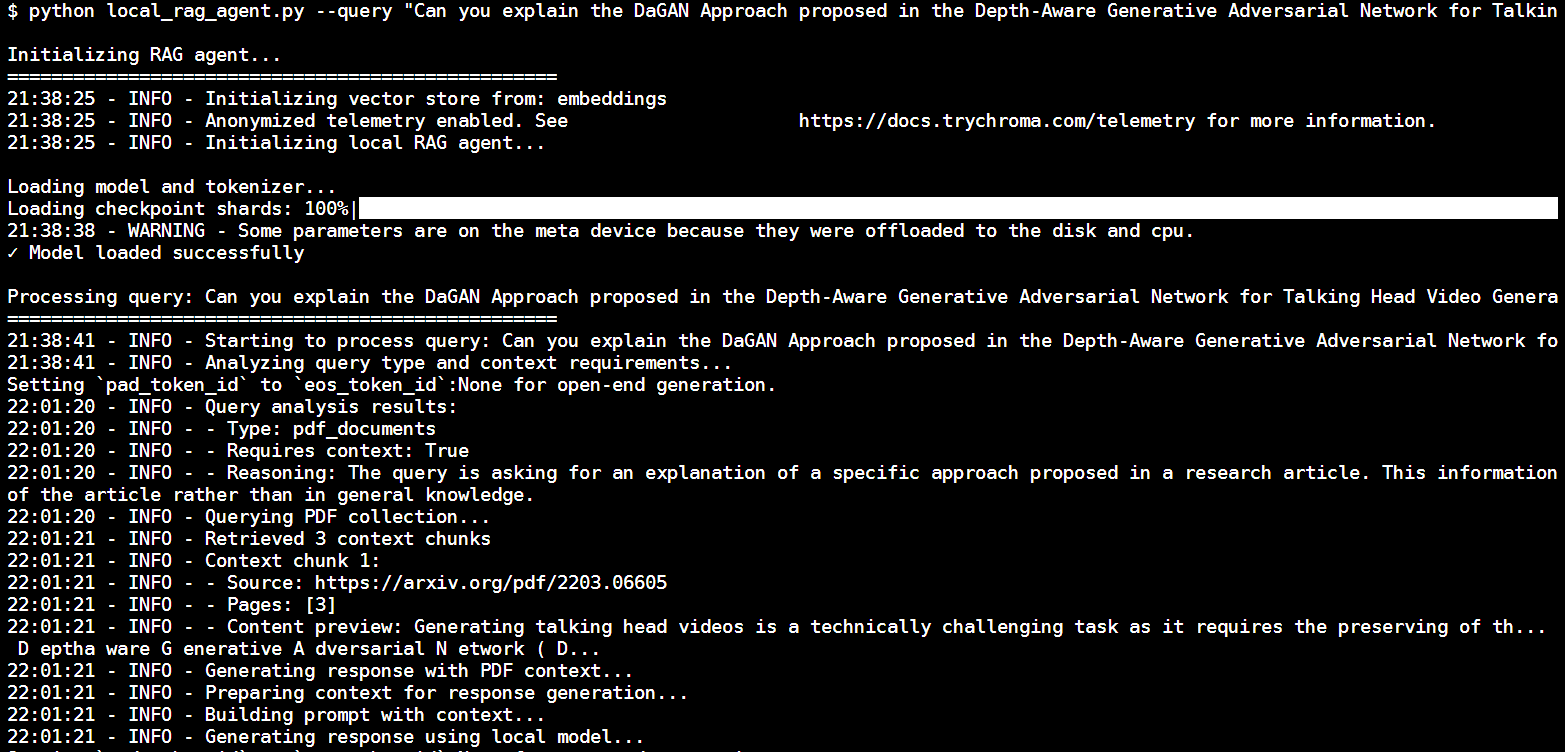 $ python local_rag_agent.py --query "Can you explain the DaGAN Approach proposed in the Depth-Aware Generative Adversarial Network for Talkin
Initializing RAG agent...
==================================================
21:38:25 - INFO - Initializing vector store from: embeddings
21:38:25 - INFO - Anonymized telemetry enabled. See                     https://docs.trychroma.com/telemetry for more information.
21:38:25 - INFO - Initializing local RAG agent...
Loading model and tokenizer...
Loading checkpoint shards: 100%|
21:38:38 - WARNING - Some parameters are on the meta device because they were offloaded to the disk and cpu.
✓ Model loaded successfully
Processing query: Can you explain the DaGAN Approach proposed in the Depth-Aware Generative Adversarial Network for Talking Head Video Genera
==================================================
21:38:41 - INFO - Starting to process query: Can you explain the DaGAN Approach proposed in the Depth-Aware Generative Adversarial Network fo
21:38:41 - INFO - Analyzing query type and context requirements...
Setting `pad_token_id` to `eos_token_id`:None for open-end generation.
22:01:20 - INFO - Query analysis results:
22:01:20 - INFO - - Type: pdf_documents
22:01:20 - INFO - - Requires context: True
22:01:20 - INFO - - Reasoning: The query is asking for an explanation of a specific approach proposed in a research article. This information
of the article rather than in general knowledge.
22:01:20 - INFO - Querying PDF collection...
22:01:21 - INFO - Retrieved 3 context chunks
22:01:21 - INFO - Context chunk 1:
22:01:21 - INFO - - Source: https://arxiv.org/pdf/2203.06605
22:01:21 - INFO - - Pages: [3]
22:01:21 - INFO - - Content preview: Generating talking head videos is a technically challenging task as it requires the preserving of th...
 D eptha ware G enerative A dversarial N etwork ( D...
22:01:21 - INFO - Generating response with PDF context...
22:01:21 - INFO - Preparing context for response generation...
22:01:21 - INFO - Building prompt with context...
22:01:21 - INFO - Generating response using local model...